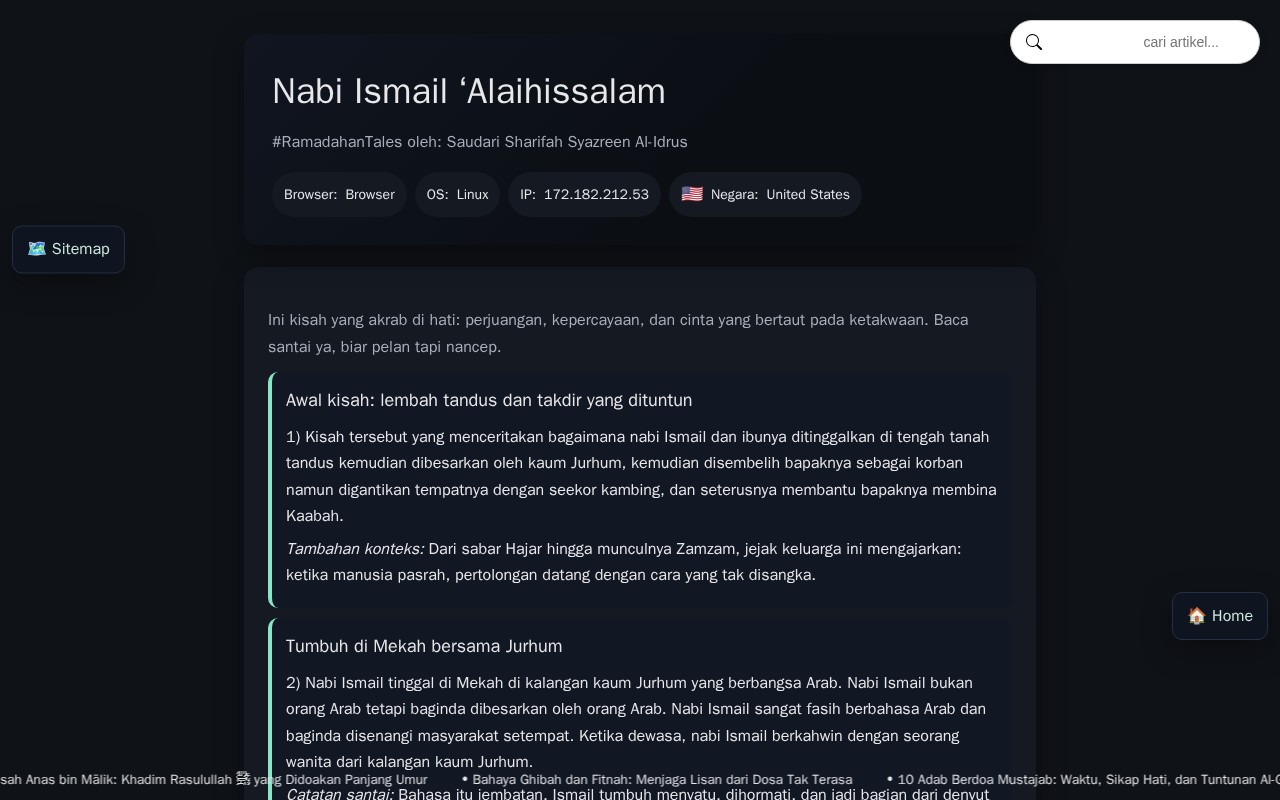 cari artikel...
Nabi Ismail ‘Alaihissalam
#RamadahanTales oleh: Saudari Sharifah Syazreen Al-Idrus
Browser: Browser
OS: Linux
IP: 172.182.212.53
Negara: United States
Sitemap
Ini kisah yang akrab di hati: perjuangan, kepercayaan, dan cinta yang bertaut pada ketakwaan. Baca
santai ya, biar pelan tapi nancep.
Awal kisah: lembah tandus dan takdir yang dituntun
1) Kisah tersebut yang menceritakan bagaimana nabi Ismail dan ibunya ditinggalkan di tengah tanah
tandus kemudian dibesarkan oleh kaum Jurhum, kemudian disembelih bapaknya sebagai korban
namun digantikan tempatnya dengan seekor kambing, dan seterusnya membantu bapaknya membina
Kaabah.
Tambahan konteks: Dari sabar Hajar hingga munculnya Zamzam, jejak keluarga ini mengajarkan:
ketika manusia pasrah, pertolongan datang dengan cara yang tak disangka.
Home
Tumbuh di Mekah bersama Jurhum
2) Nabi Ismail tinggal di Mekah di kalangan kaum Jurhum yang berbangsa Arab. Nabi Ismail bukan
orang Arab tetapi baginda dibesarkan oleh orang Arab. Nabi Ismail sangat fasih berbahasa Arab dan
baginda disenangi masyarakat setempat. Ketika dewasa, nabi Ismail berkahwin dengan seorang
wanita dari kalangan kaum Jurhum.
sah Anas bin Mālik: Khadim Rasulullah ﷺ yang Didoakan Panjang Umur • Bahaya Ghibah dan Fitnah: Menjaga Lisan dari Dosa Tak Terasa • 10 Adab Berdoa Mustajab: Waktu, Sikap Hati, dan Tuntunan Al-Q
Catatan santai: Bahasa itu jembatan. Ismail tumbuh menyatu, dihormati, dan jadi bagian dari denyut